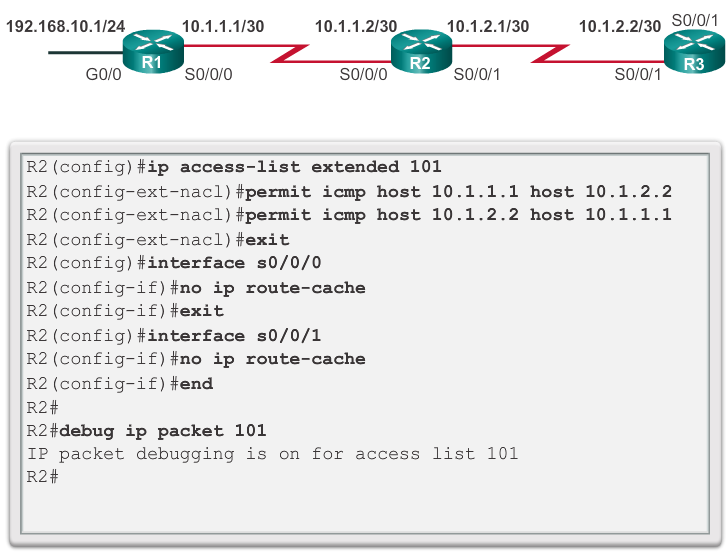 192.168.10.1/24 10.1.1.1/30 10.1.1.2/30 10.1.2.1/30 10.1.2.2/30 S0/0/1
R1 R2 R3
G0/0 S0/0/0 S0/0/0 S0/0/1 S0/0/1
R2(config)#ip access-list extended 101
R2(config-ext-nacl)#permit icmp host 10.1.1.1 host 10.1.2.2
R2(config-ext-nacl)#permit icmp host 10.1.2.2 host 10.1.1.1
R2(config-ext-nacl)#exit
R2(config)#interface s0/0/0
R2(config-if)#no ip route-cache
R2(config-if)#exit
R2(config)#interface s0/0/1
R2(config-if)#no ip route-cache
R2(config-if)#end
R2#
R2#debug ip packet 101
IP packet debugging is on for access list 101
R2#